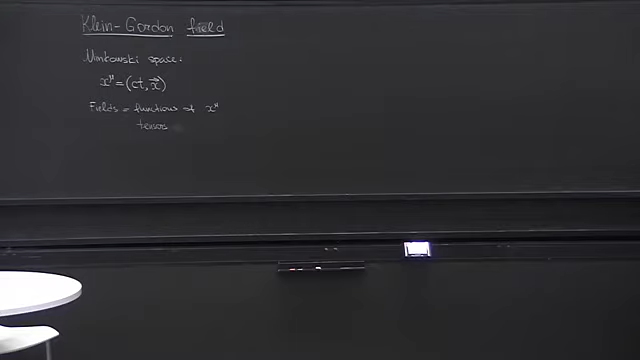 Klein-Gordon field
Minkowski space:
x^μ = (ct, x⃗)
Fields = functions of x^μ
tensors